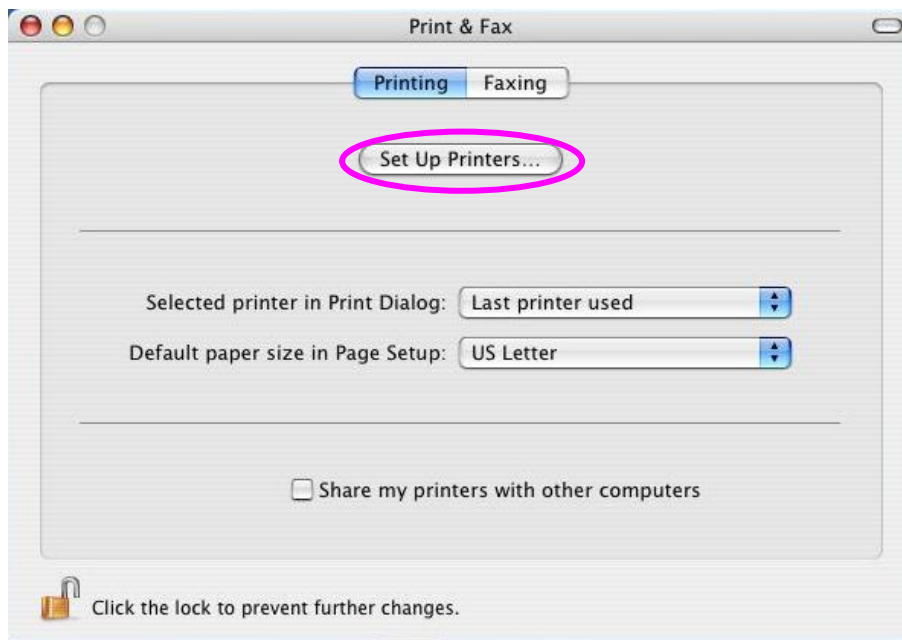 Print & Fax
Printing Faxing
Set Up Printers...
Selected printer in Print Dialog: Last printer used
Default paper size in Page Setup: US Letter
Share my printers with other computers
Click the lock to prevent further changes.